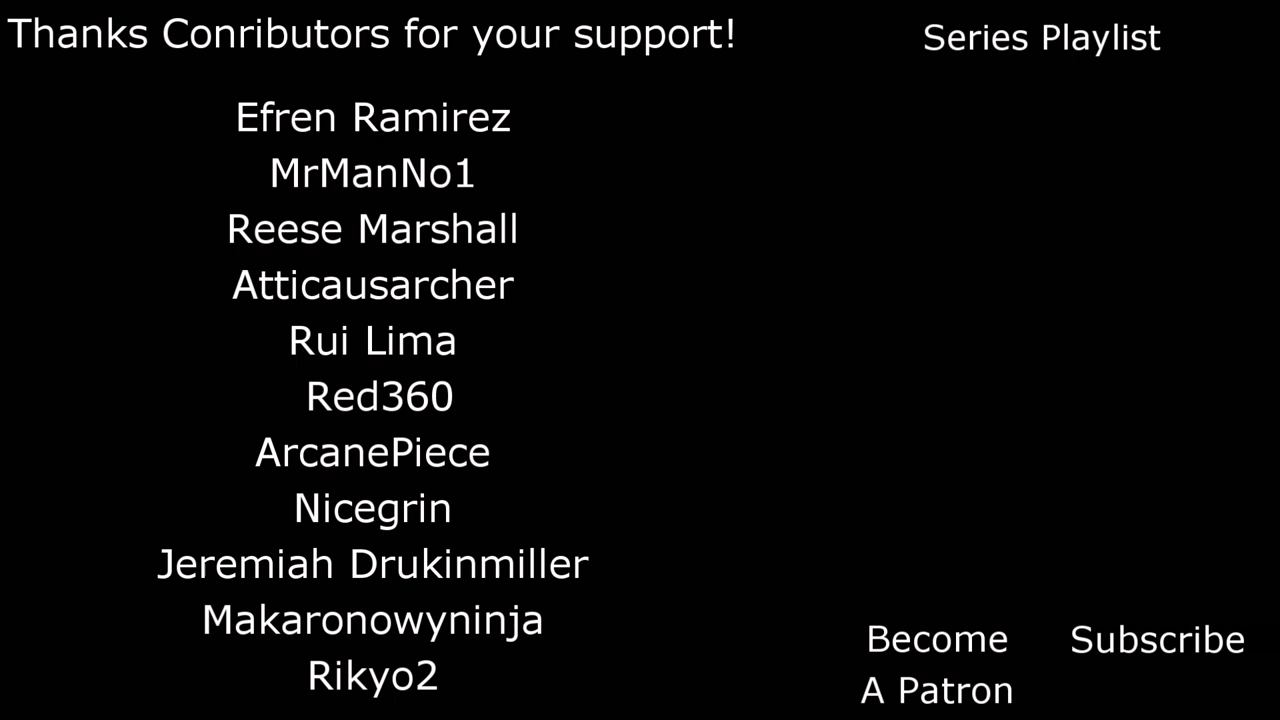 Thanks Conributors for your support!
Series Playlist
Efren Ramirez
MrManNo1
Reese Marshall
Atticausarcher
Rui Lima
Red360
ArcanePiece
Nicegrin
Jeremiah Drukinmiller
Makaronowyninja
Rikyo2
Become
A Patron
Subscribe